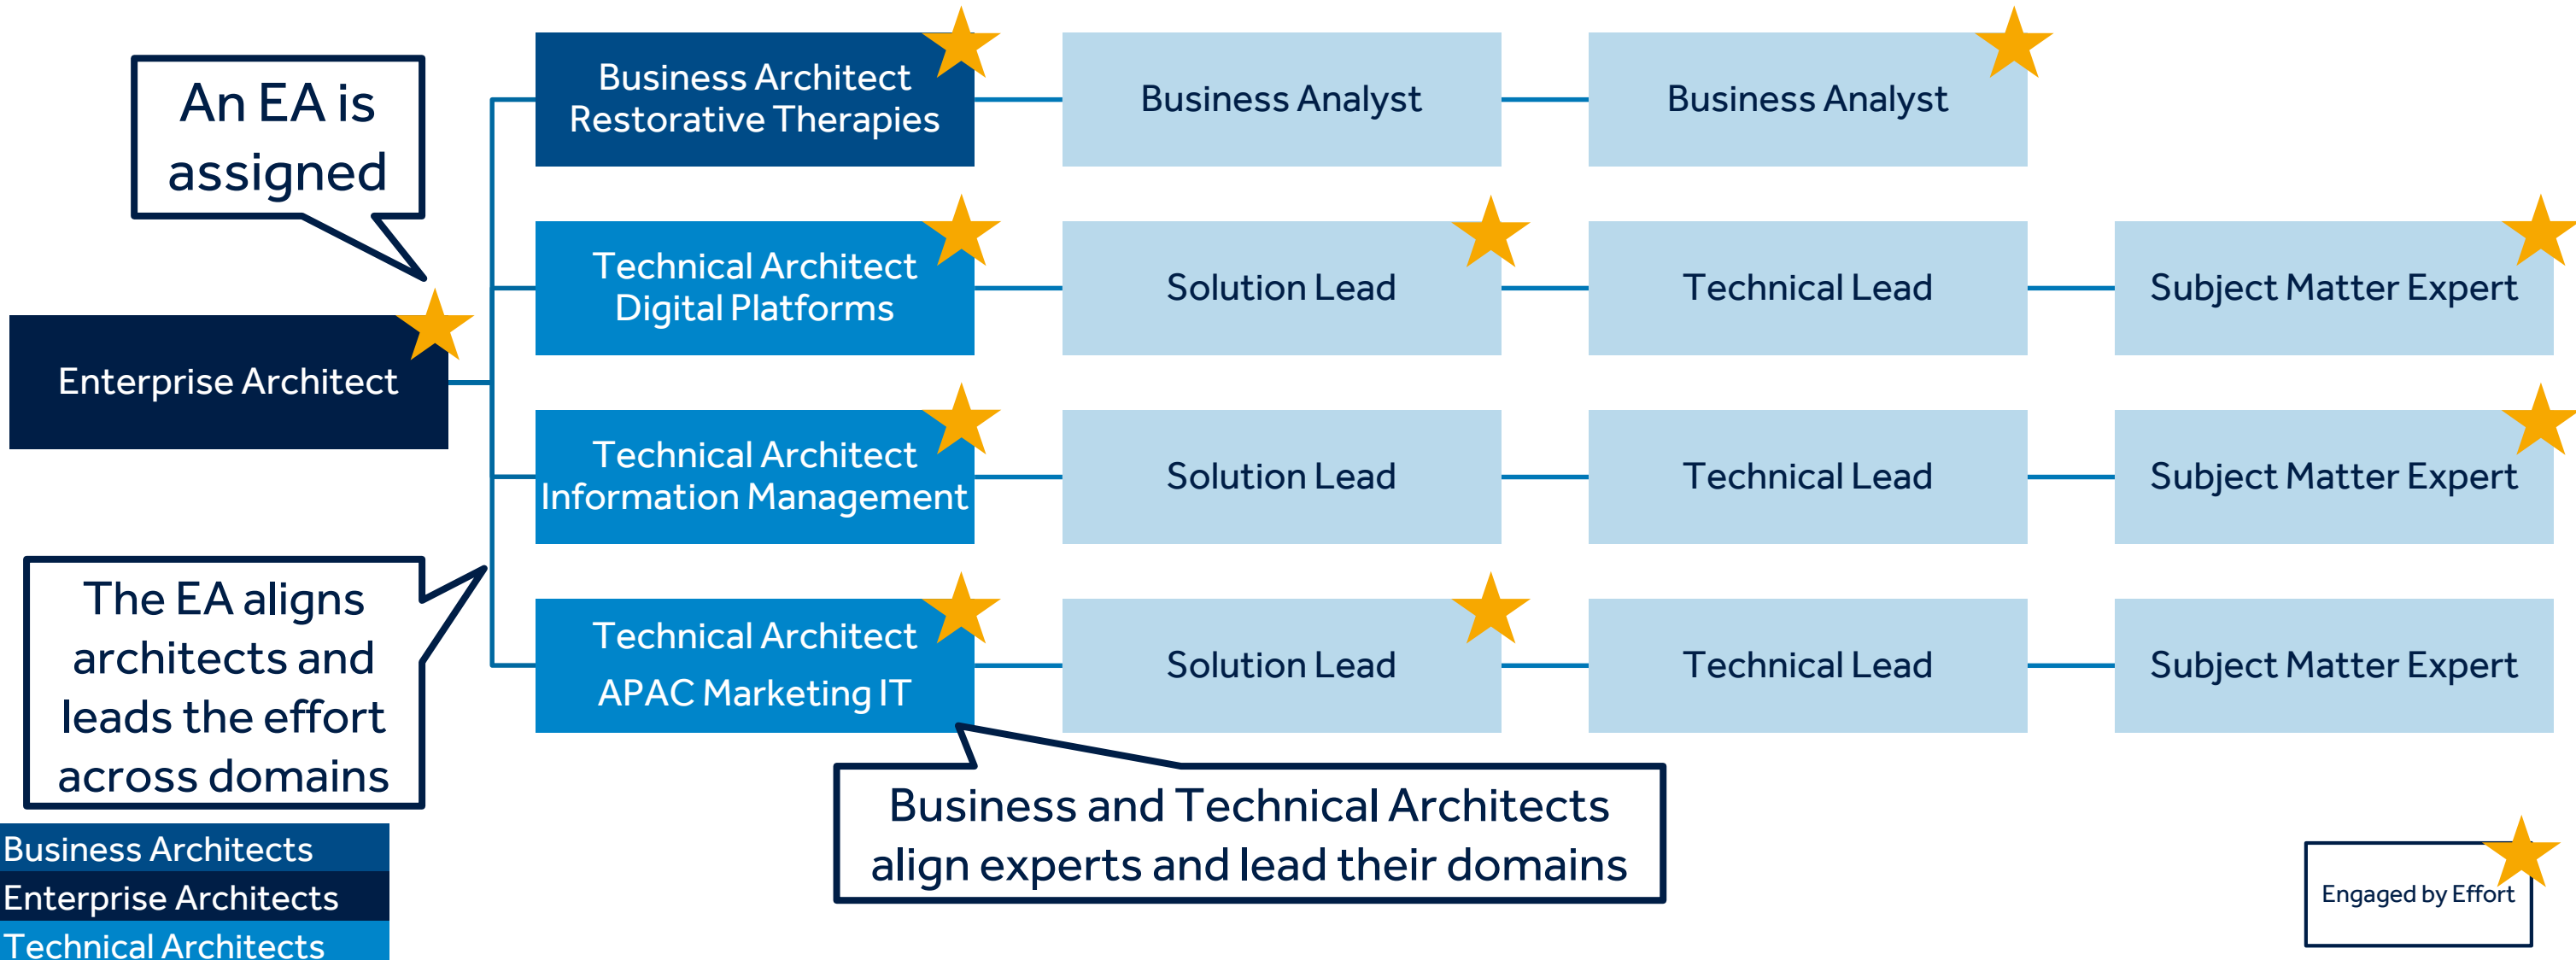 An EA is
assigned
Enterprise Architect
Business Architect
Restorative Therapies
Business Analyst
Business Analyst
Technical Architect
Digital Platforms
Solution Lead
Technical Lead
Subject Matter Expert
Technical Architect
Information Management
Solution Lead
Technical Lead
Subject Matter Expert
Technical Architect
APAC Marketing IT
Solution Lead
Technical Lead
Subject Matter Expert
The EA aligns
architects and
leads the effort
across domains
Business and Technical Architects
align experts and lead their domains
Business Architects
Enterprise Architects
Technical Architects
Engaged by Effort